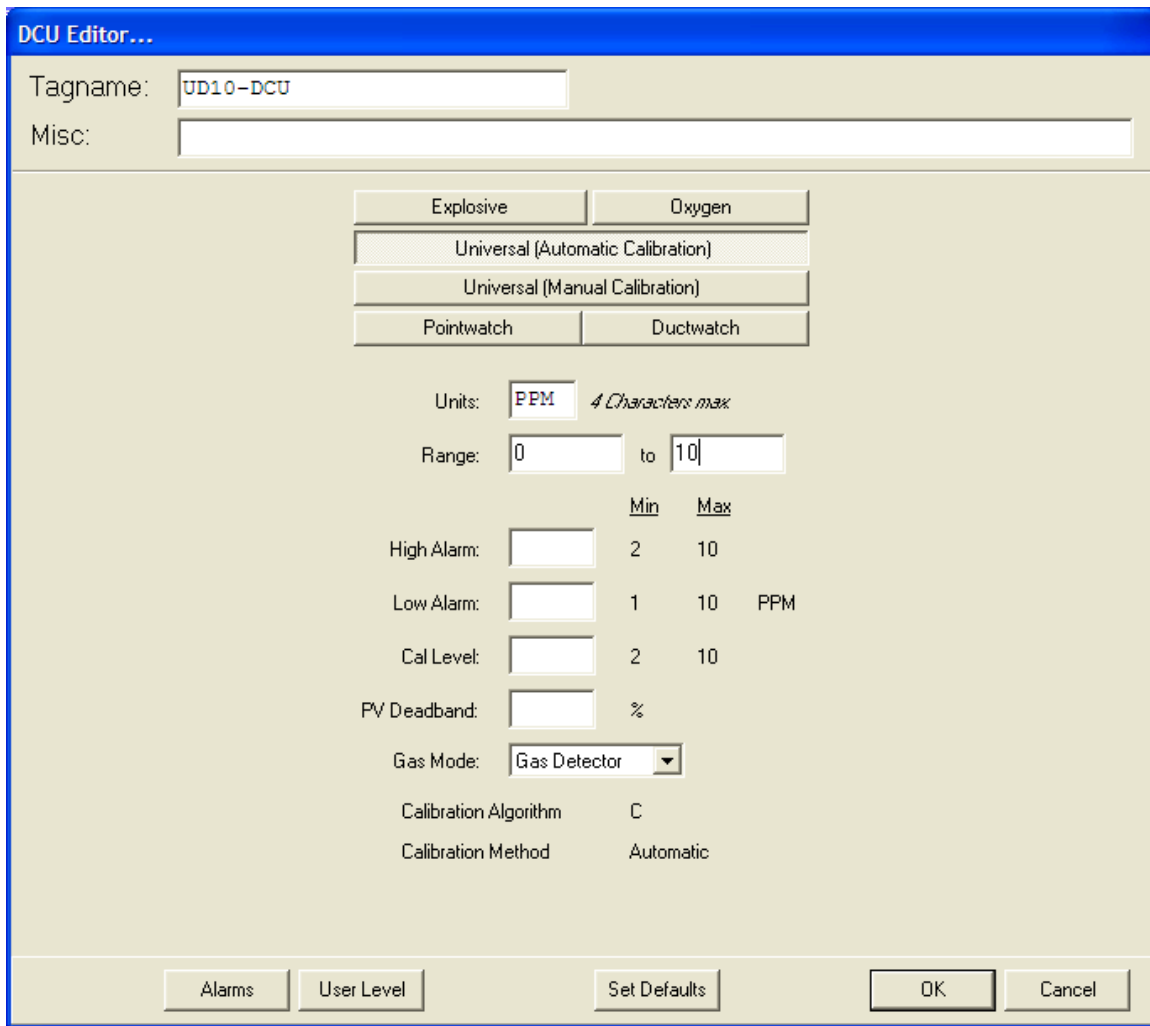 DCU Editor...
Tagname: UD10-DCU
Misc:
Explosive Oxygen
Universal (Automatic Calibration)
Universal (Manual Calibration)
Pointwatch Ductwatch
Units: PPM 4 Characters max
Range: 0 to 10
Min Max
High Alarm: 2 10
Low Alarm: 1 10 PPM
Cal Level: 2 10
PV Deadband: %
Gas Mode: Gas Detector
Calibration Algorithm C
Calibration Method Automatic
Alarms User Level Set Defaults OK Cancel